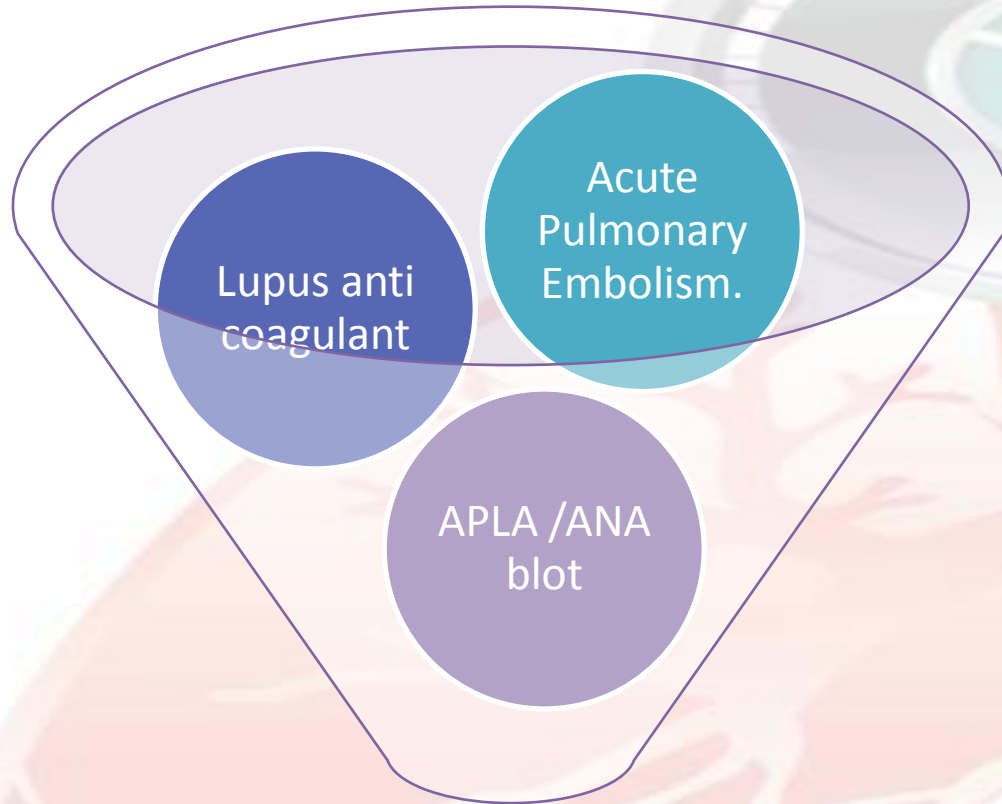 Lupus anti
coagulant
Acute
Pulmonary
Embolism.
APLA /ANA
blot